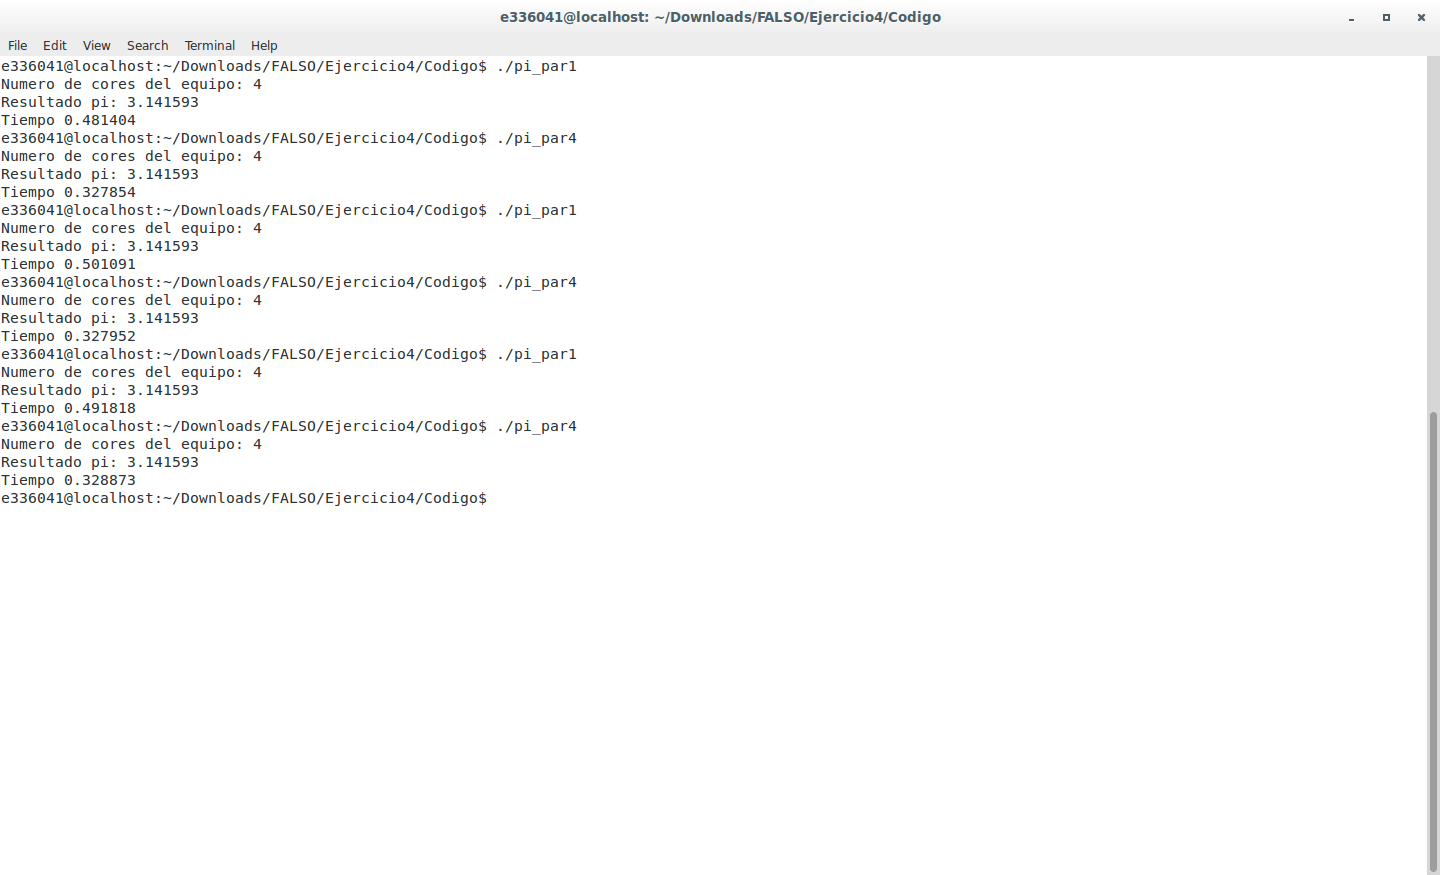 e336041@localhost: ~/Downloads/FALSO/Ejercicio4/Codigo
File Edit View Search Terminal Help
e336041@localhost:~/Downloads/FALSO/Ejercicio4/Codigo$ ./pi_par1
Numero de cores del equipo: 4
Resultado pi: 3.141593
Tiempo 0.481404
e336041@localhost:~/Downloads/FALSO/Ejercicio4/Codigo$ ./pi_par4
Numero de cores del equipo: 4
Resultado pi: 3.141593
Tiempo 0.327854
e336041@localhost:~/Downloads/FALSO/Ejercicio4/Codigo$ ./pi_par1
Numero de cores del equipo: 4
Resultado pi: 3.141593
Tiempo 0.501091
e336041@localhost:~/Downloads/FALSO/Ejercicio4/Codigo$ ./pi_par4
Numero de cores del equipo: 4
Resultado pi: 3.141593
Tiempo 0.327952
e336041@localhost:~/Downloads/FALSO/Ejercicio4/Codigo$ ./pi_par1
Numero de cores del equipo: 4
Resultado pi: 3.141593
Tiempo 0.491818
e336041@localhost:~/Downloads/FALSO/Ejercicio4/Codigo$ ./pi_par4
Numero de cores del equipo: 4
Resultado pi: 3.141593
Tiempo 0.328873
e336041@localhost:~/Downloads/FALSO/Ejercicio4/Codigo$